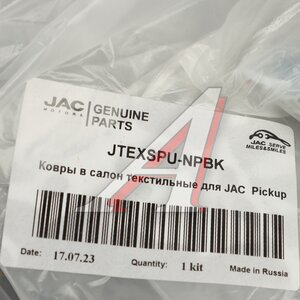 JAC
MOTORS
GENUINE
PARTS
JAC SERVE
MILES&SMILES
JTEXSPU-NPBK
Ковры в салон текстильные для JAC Pickup
Date: 17.07.23 Quantity: 1 kit Made in Russia